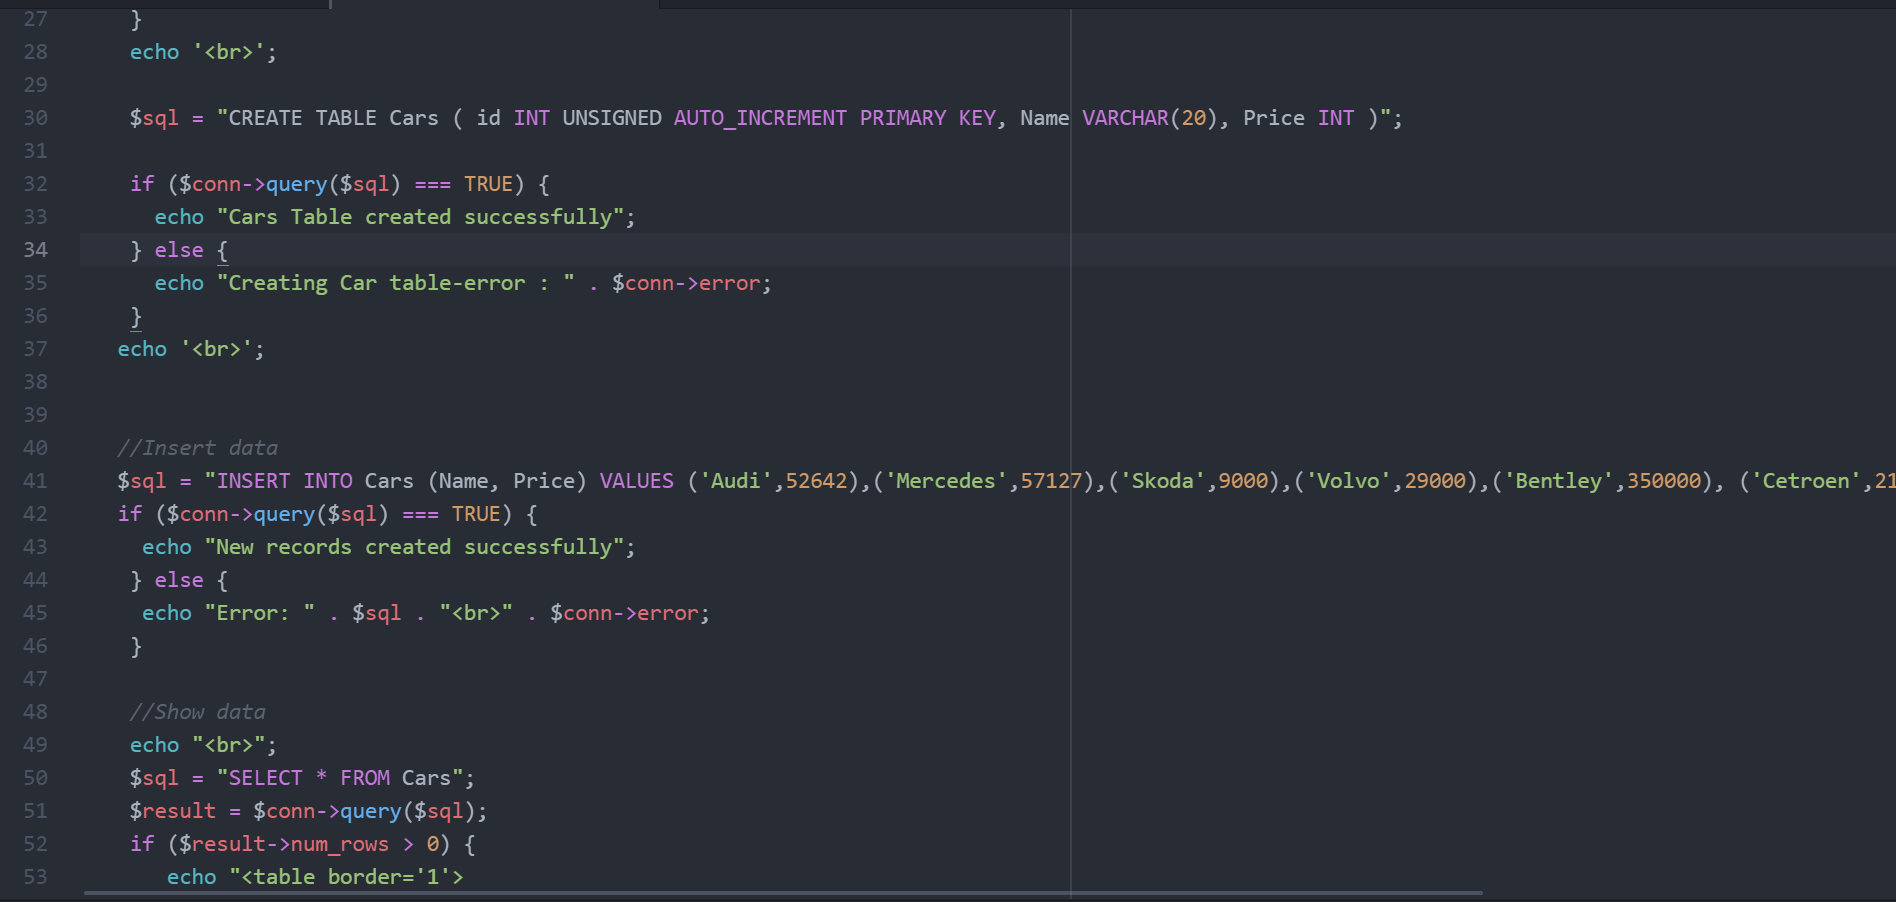 27 }
28 echo '<br>';
29
30 $sql = "CREATE TABLE Cars ( id INT UNSIGNED AUTO_INCREMENT PRIMARY KEY, Name VARCHAR(20), Price INT )";
31
32 if ($conn->query($sql) === TRUE) {
33 echo "Cars Table created successfully";
34 } else {
35 echo "Creating Car table-error : " . $conn->error;
36 }
37 echo '<br>';
38
39
40 //Insert data
41 $sql = "INSERT INTO Cars (Name, Price) VALUES ('Audi',52642),('Mercedes',57127),('Skoda',9000),('Volvo',29000),('Bentley',350000), ('Cetroen',21
42 if ($conn->query($sql) === TRUE) {
43 echo "New records created successfully";
44 } else {
45 echo "Error: " . $sql . "<br>" . $conn->error;
46 }
47
48 //Show data
49 echo "<br>";
50 $sql = "SELECT * FROM Cars";
51 $result = $conn->query($sql);
52 if ($result->num_rows > 0) {
53 echo "<table border='1'>